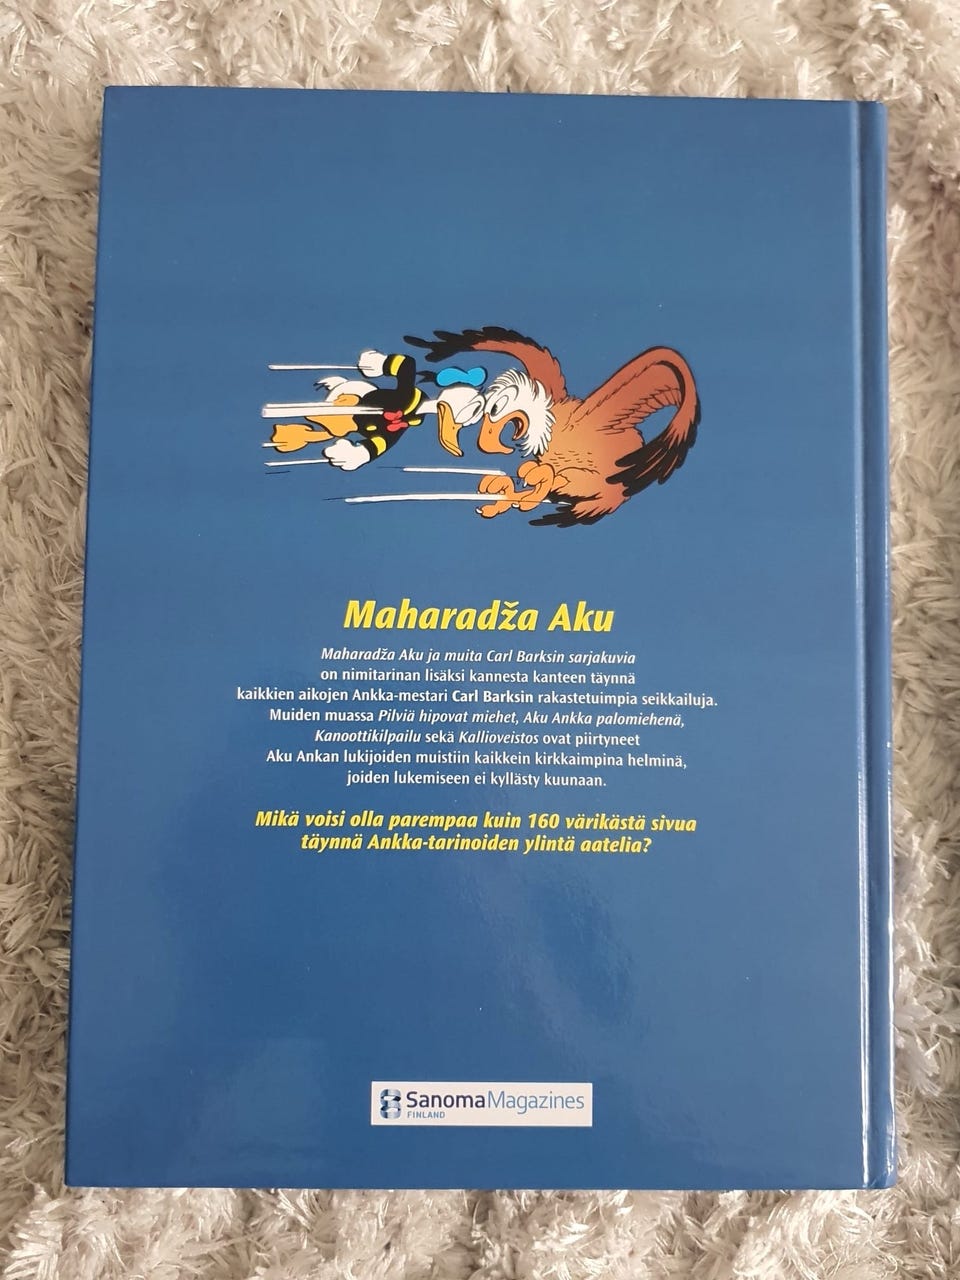 Maharadža Aku
Maharadža Aku ja muita Carl Barksin sarjakuvia
on nimitarinan lisäksi kannesta kanteen täynnä
kaikkien aikojen Ankka-mestari Carl Barksin rakastetuimpia seikkailuja.
Muiden muassa Pilviä hipovat miehet, Aku Ankka palomiehenä,
Kanoottikilpailu sekä Kallioveistos ovat piirtyneet
Aku Ankan lukijoiden muistiin kaikkein kirkkaimpina helminä,
joiden lukemiseen ei kyllästy kuunaan.
Mikä voisi olla parempaa kuin 160 värikästä sivua
täynnä Ankka-tarinoiden ylintä aatelia?
SanomaMagazines
FINLAND